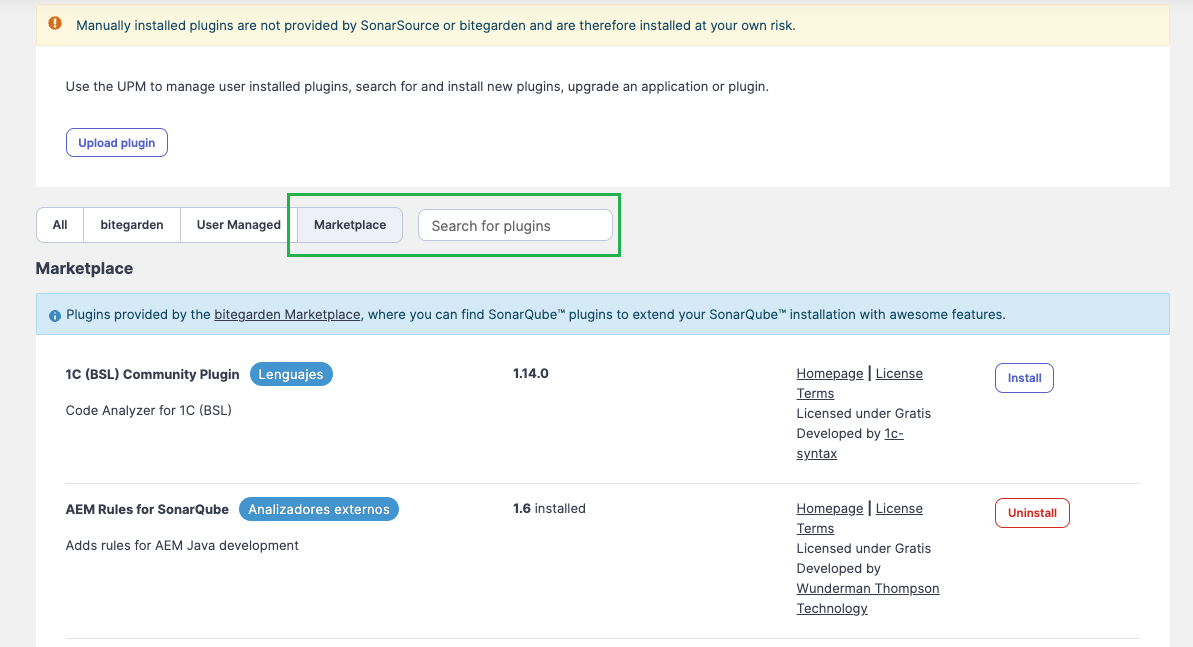 Manually installed plugins are not provided by SonarSource or bitegarden and are therefore installed at your own risk.
Use the UPM to manage user installed plugins, search for and install new plugins, upgrade an application or plugin.
Upload plugin
All bitegarden User Managed Marketplace Search for plugins
Marketplace
Plugins provided by the bitegarden Marketplace, where you can find SonarQube™ plugins to extend your SonarQube™ installation with awesome features.
1C (BSL) Community Plugin Lenguajes 1.14.0 Homepage | License Install
Terms
Code Analyzer for 1C (BSL) Licensed under Gratis
Developed by 1c-
syntax
AEM Rules for SonarQube Analizadores externos 1.6 installed Homepage | License Uninstall
Terms
Adds rules for AEM Java development Licensed under Gratis
Developed by
Wunderman Thompson
Technology